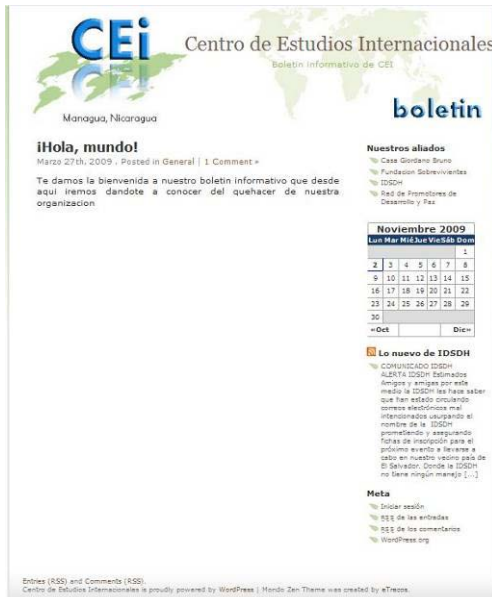 CEi
Centro de Estudios Internacionales
Boletin informativo de CEI
Managua, Nicaragua
boletin
¡Hola, mundo!
Marzo 27th, 2009 . Posted in General | 1 Comment »
Te damos la bienvenida a nuestro boletin informativo que desde
aqui iremos dandote a conocer del quehacer de nuestra
organizacion
Nuestros aliados
Casa Giordano Bruno
Fundacion Sobrevivientes
IDSDH
Red de Promotores de
Desarrollo y Paz
Noviembre 2009
Lun Mar Mié Jue Vie Sáb Dom
1
2 3 4 5 6 7 8
9 10 11 12 13 14 15
16 17 18 19 20 21 22
23 24 25 26 27 28 29
30
«Oct Dic»
Lo nuevo de IDSDH
COMUNICADO IDSDH
ALERTA IDSDH Estimados
Amigos y amigas por este
medio la IDSDH les hace saber
que han estado circulando
correos electrónicos mal
intencionados usurpando el
nombre de la IDSDH
prometiendo y asegurando
fichas de inscripción para el
próximo evento a llevarse a
cabo en nuestro vecino país de
El Salvador. Donde la IDSDH
no tiene ningún manejo [...]
Meta
Iniciar sesión
RSS de las entradas
RSS de los comentarios
WordPress.org
Entries (RSS) and Comments (RSS).
Centro de Estudios Internacionales is proudly powered by WordPress | Mondo Zen Theme was created by eTrecos.